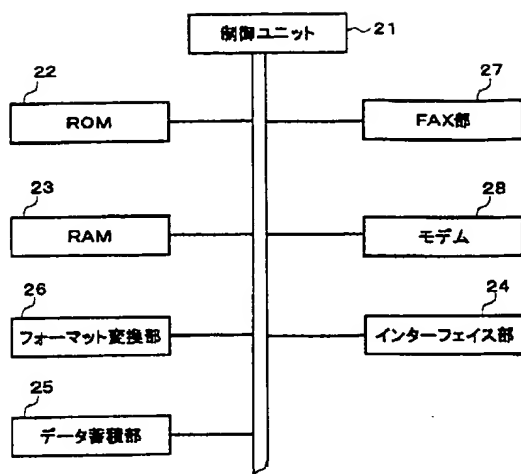 制御ユニット
21
22
ROM
27
FAX部
23
RAM
28
モデム
26
フォーマット変換部
24
インターフェイス部
25
データ蓄積部